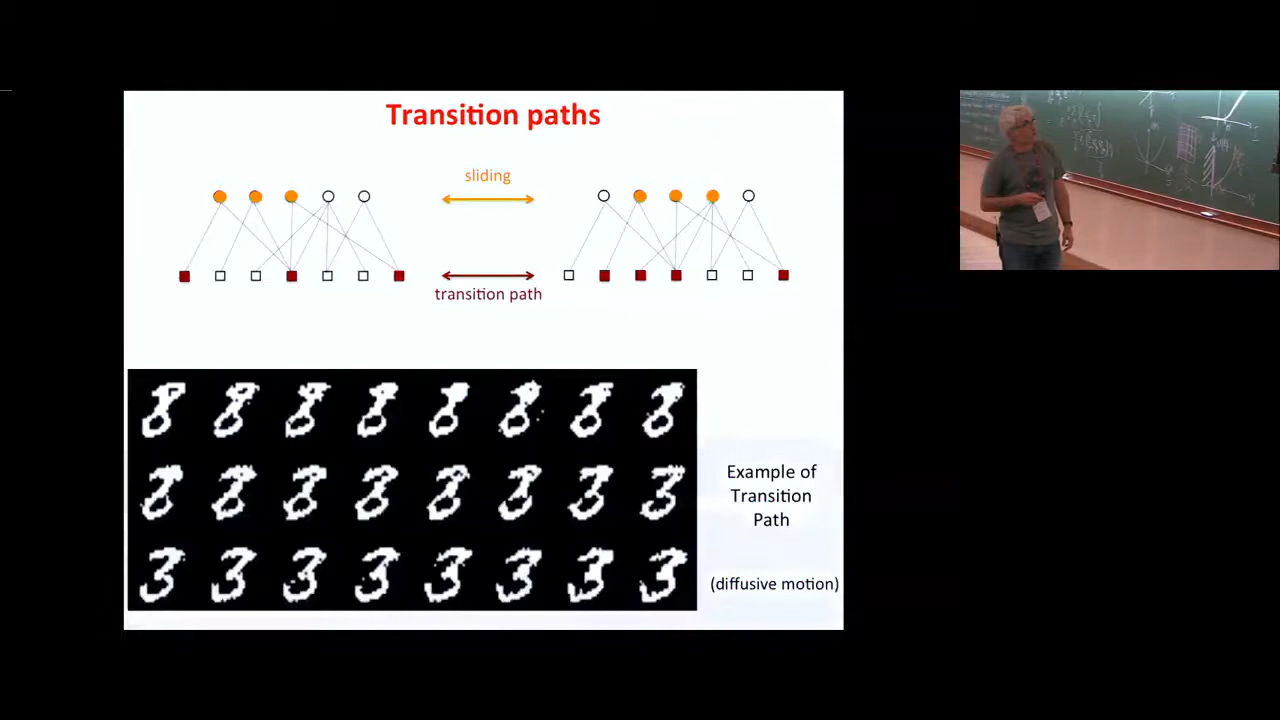 Transition paths
sliding
transition path
Example of
Transition
Path
(diffusive motion)